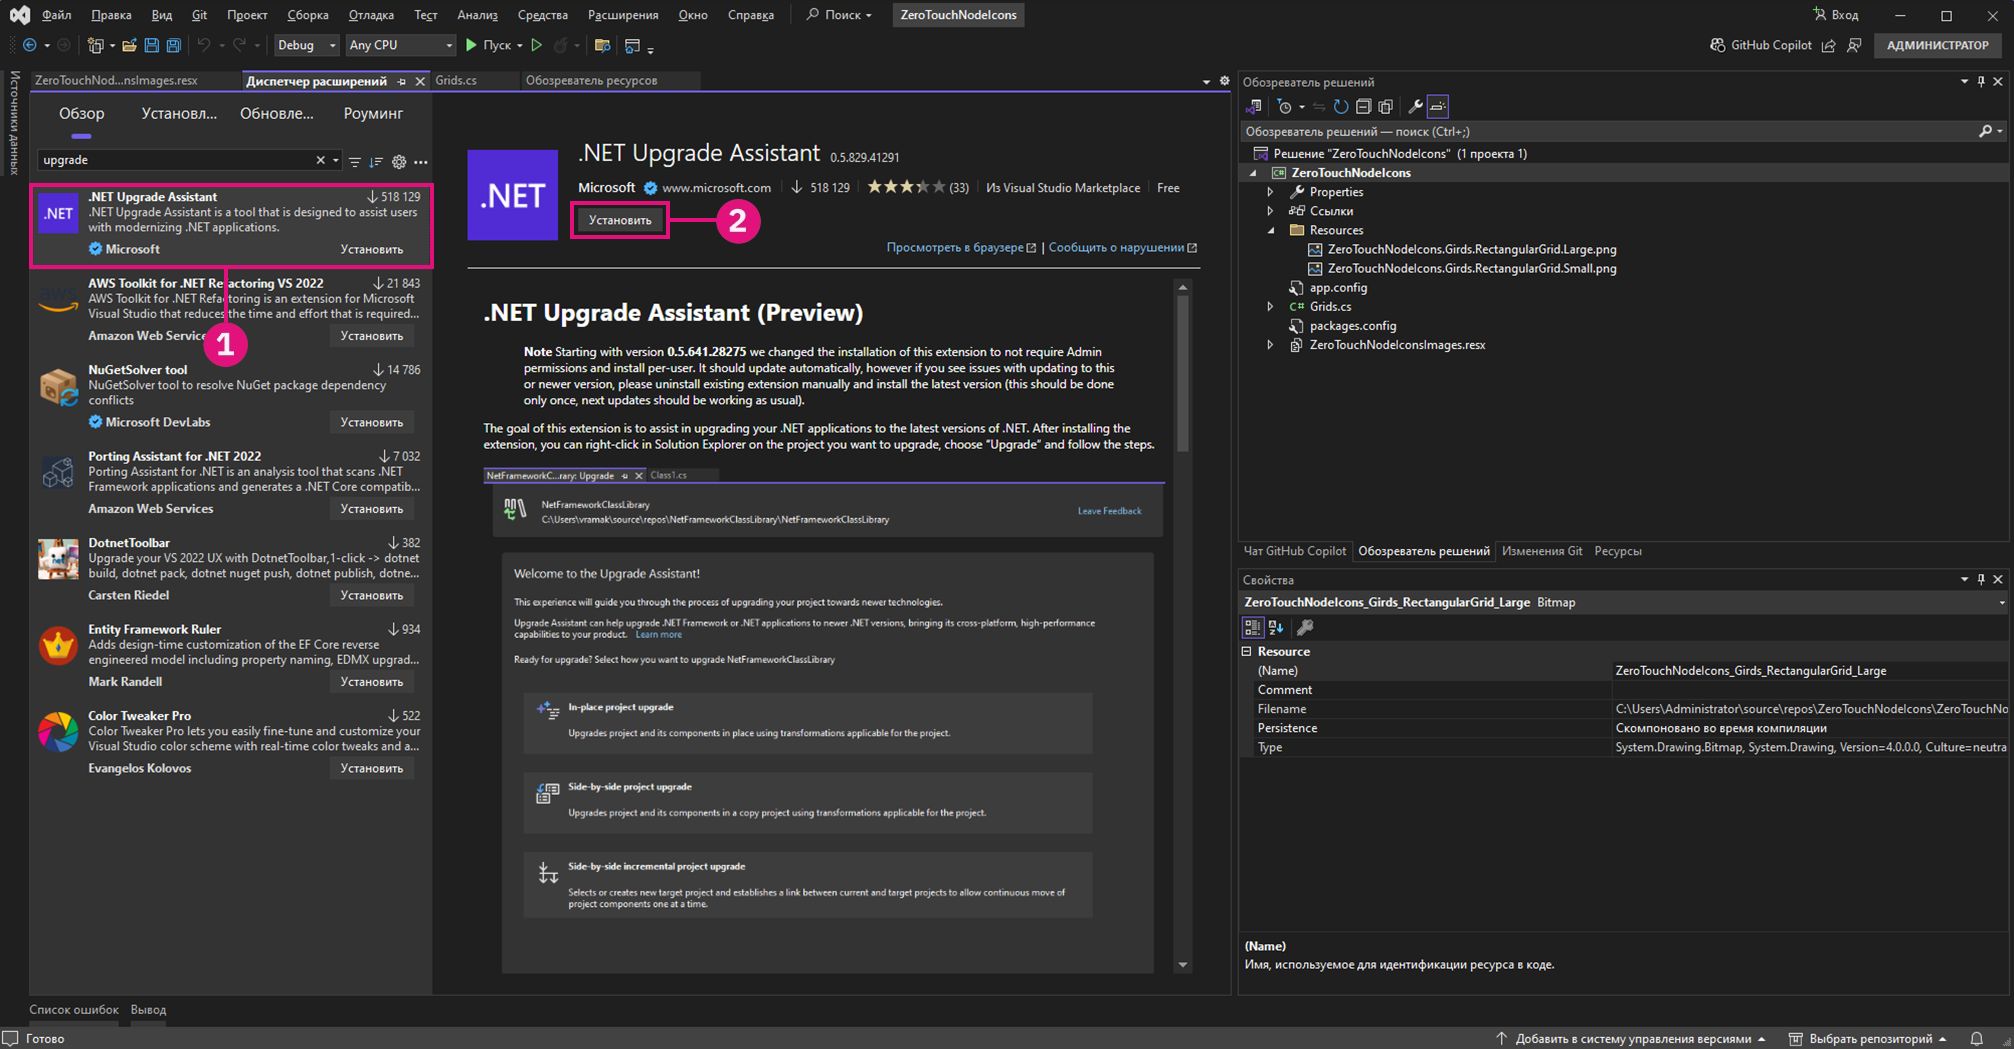 Файл Правка Вид Git Проект Сборка Отладка Тест Анализ Средства Расширения Окно Справка Поиск ZeroTouchNodeIcons Вход
Debug Any CPU Пуск GitHub Copilot АДМИНИСТРАТОР
Источники данных
ZeroTouchNod...nsImages.resx Диспетчер расширений Grids.cs Обозреватель ресурсов
Обзор Установл... Обновле... Роуминг
upgrade
.NET
.NET Upgrade Assistant 518 129
.NET Upgrade Assistant is a tool that is designed to assist users
with modernizing .NET applications.
Microsoft Установить
1
aws
AWS Toolkit for .NET Refactoring VS 2022 21 843
AWS Toolkit for .NET Refactoring is an extension for Microsoft
Visual Studio that reduces the time and effort that is required...
Amazon Web Service Установить
NuGetSolver tool 14 786
NuGetSolver tool to resolve NuGet package dependency
conflicts
Microsoft DevLabs Установить
Porting Assistant for .NET 2022 7 032
Porting Assistant for .NET is an analysis tool that scans .NET
Framework applications and generates a .NET Core compatib...
Amazon Web Services Установить
DotnetToolbar 382
Upgrade your VS 2022 UX with DotnetToolbar,1-click -> dotnet
build, dotnet pack, dotnet nuget push, dotnet publish, dotne...
Carsten Riedel Установить
Entity Framework Ruler 934
Adds design-time customization of the EF Core reverse
engineered model including property naming, EDMX upgrad...
Mark Randell Установить
Color Tweaker Pro 522
Color Tweaker Pro lets you easily fine-tune and customize your
Visual Studio color scheme with real-time color tweaks and a...
Evangelos Kolovos Установить
.NET
.NET Upgrade Assistant 0.5.829.41291
Microsoft www.microsoft.com 518 129 (33) Из Visual Studio Marketplace Free
Установить 2
Просмотреть в браузере | Сообщить о нарушении
.NET Upgrade Assistant (Preview)
Note Starting with version 0.5.641.28275 we changed the installation of this extension to not require Admin
permissions and install per-user. It should update automatically, however if you see issues with updating to this
or newer version, please uninstall existing extension manually and install the latest version (this should be done
only once, next updates should be working as usual).
The goal of this extension is to assist in upgrading your .NET applications to the latest versions of .NET. After installing the
extension, you can right-click in Solution Explorer on the project you want to upgrade, choose “Upgrade” and follow the steps.
NetFrameworkC...rary: Upgrade Class1.cs
NetFrameworkClassLibrary
C:\Users\vramak\source\repos\NetFrameworkClassLibrary\NetFrameworkClassLibrary
Leave Feedback
Welcome to the Upgrade Assistant!
This experience will guide you through the process of upgrading your project towards newer technologies.
Upgrade Assistant can help upgrade .NET Framework or .NET applications to newer .NET versions, bringing its cross-platform, high-performance
capabilities to your product. Learn more
Ready for upgrade? Select how you want to upgrade NetFrameworkClassLibrary
In-place project upgrade
Upgrades project and its components in place using transformations applicable for the project.
Side-by-side project upgrade
Upgrades project and its components in a copy project using transformations applicable for the project.
Side-by-side incremental project upgrade
Selects or creates new target project and establishes a link between current and target projects to allow continuous move of
project components one at a time.
Обозреватель решений
Обозреватель решений — поиск (Ctrl+;)
Решение "ZeroTouchNodeIcons" (1 проекта 1)
C# ZeroTouchNodeIcons
Properties
Ссылки
Resources
ZeroTouchNodeIcons.Girds.RectangularGrid.Large.png
ZeroTouchNodeIcons.Girds.RectangularGrid.Small.png
app.config
C# Grids.cs
packages.config
ZeroTouchNodeIconsImages.resx
Чат GitHub Copilot Обозреватель решений Изменения Git Ресурсы
Свойства
ZeroTouchNodeIcons_Girds_RectangularGrid_Large Bitmap
Resource
(Name) ZeroTouchNodeIcons_Girds_RectangularGrid_Large
Comment
Filename C:\Users\Administrator\source\repos\ZeroTouchNodeIcons\ZeroTouchNo
Persistence Скомпоновано во время компиляции
Type System.Drawing.Bitmap, System.Drawing, Version=4.0.0.0, Culture=neutra
(Name)
Имя, используемое для идентификации ресурса в коде.
Список ошибок Вывод
Готово Добавить в систему управления версиями Выбрать репозиторий